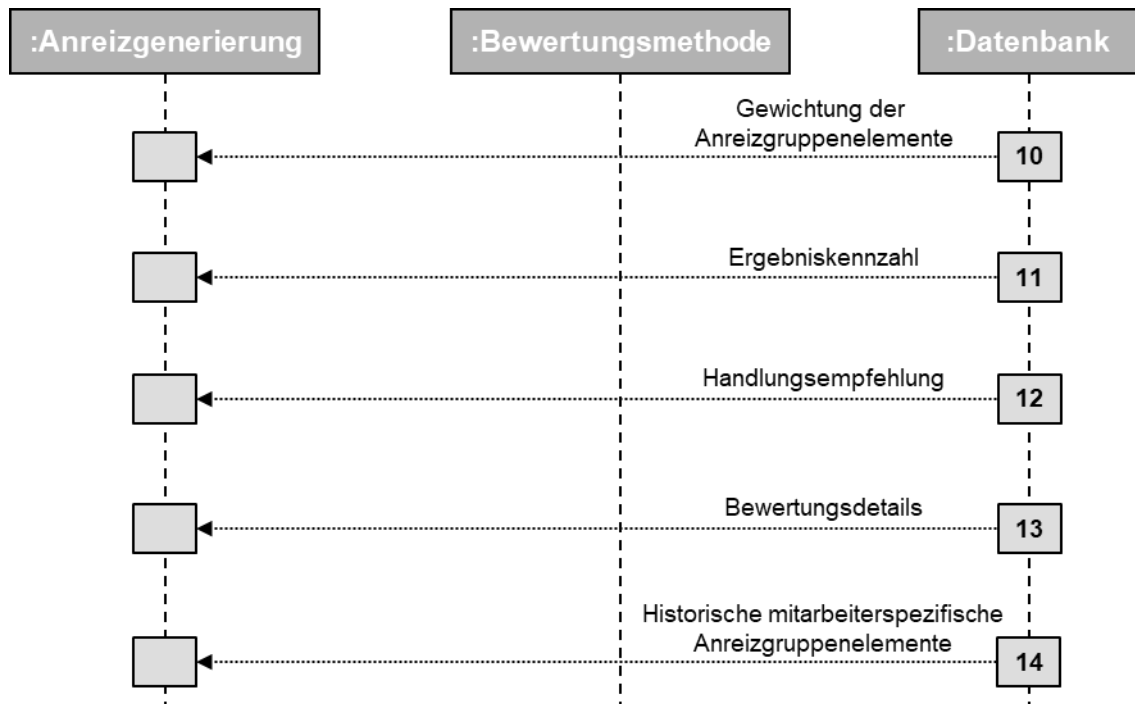 :Anreizgenerierung
:Bewertungsmethode
:Datenbank
Gewichtung der
Anreizgruppenelemente
10
Ergebniskennzahl
11
Handlungsempfehlung
12
Bewertungsdetails
13
Historische mitarbeiterspezifische
Anreizgruppenelemente
14